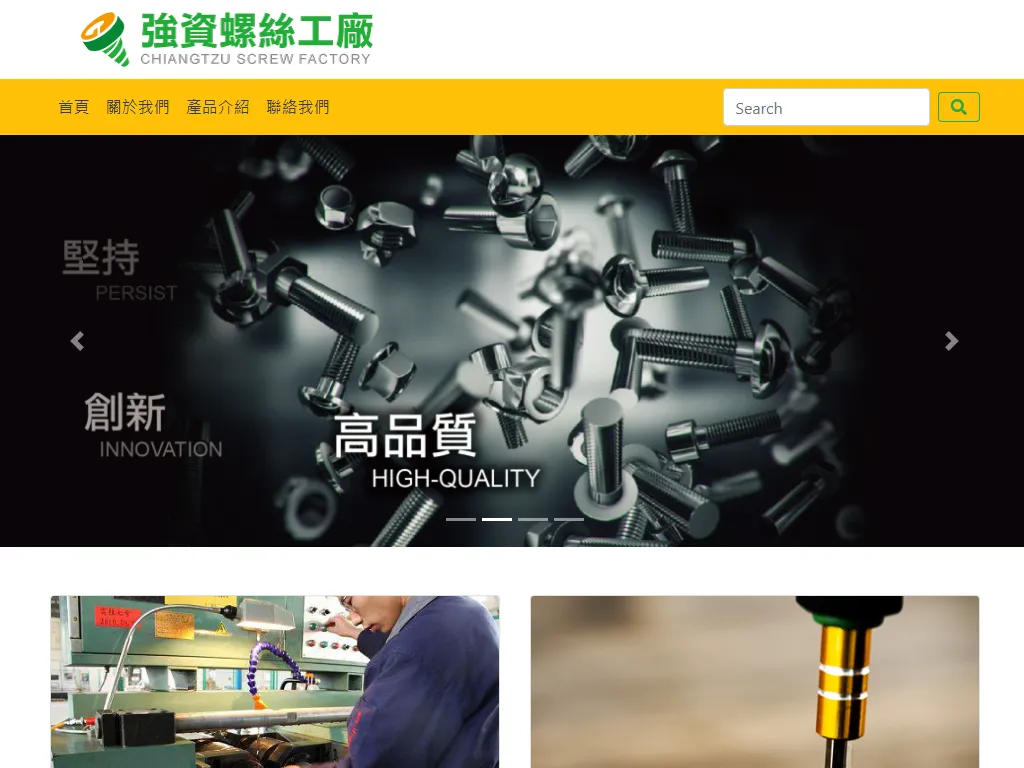 強資螺絲工廠
CHIANGTZU SCREW FACTORY
首頁 關於我們 產品介紹 聯絡我們
Search
堅持
PERSIST
創新
INNOVATION
高品質
HIGH-QUALITY